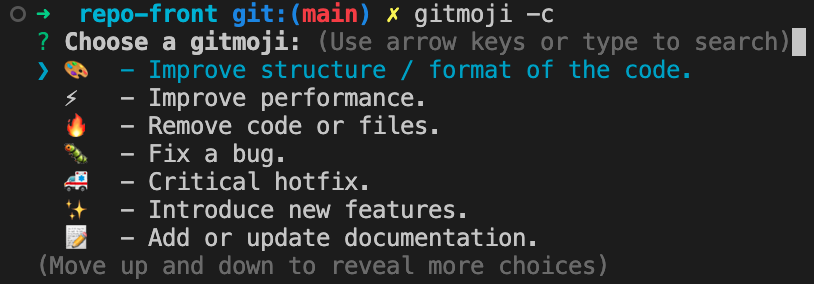 ➜ repo-front git:(main) ✗ gitmoji -c
? Choose a gitmoji: (Use arrow keys or type to search)
❯ 🎨 - Improve structure / format of the code.
⚡ - Improve performance.
🔥 - Remove code or files.
🐛 - Fix a bug.
🚑 - Critical hotfix.
✨ - Introduce new features.
📝 - Add or update documentation.
(Move up and down to reveal more choices)